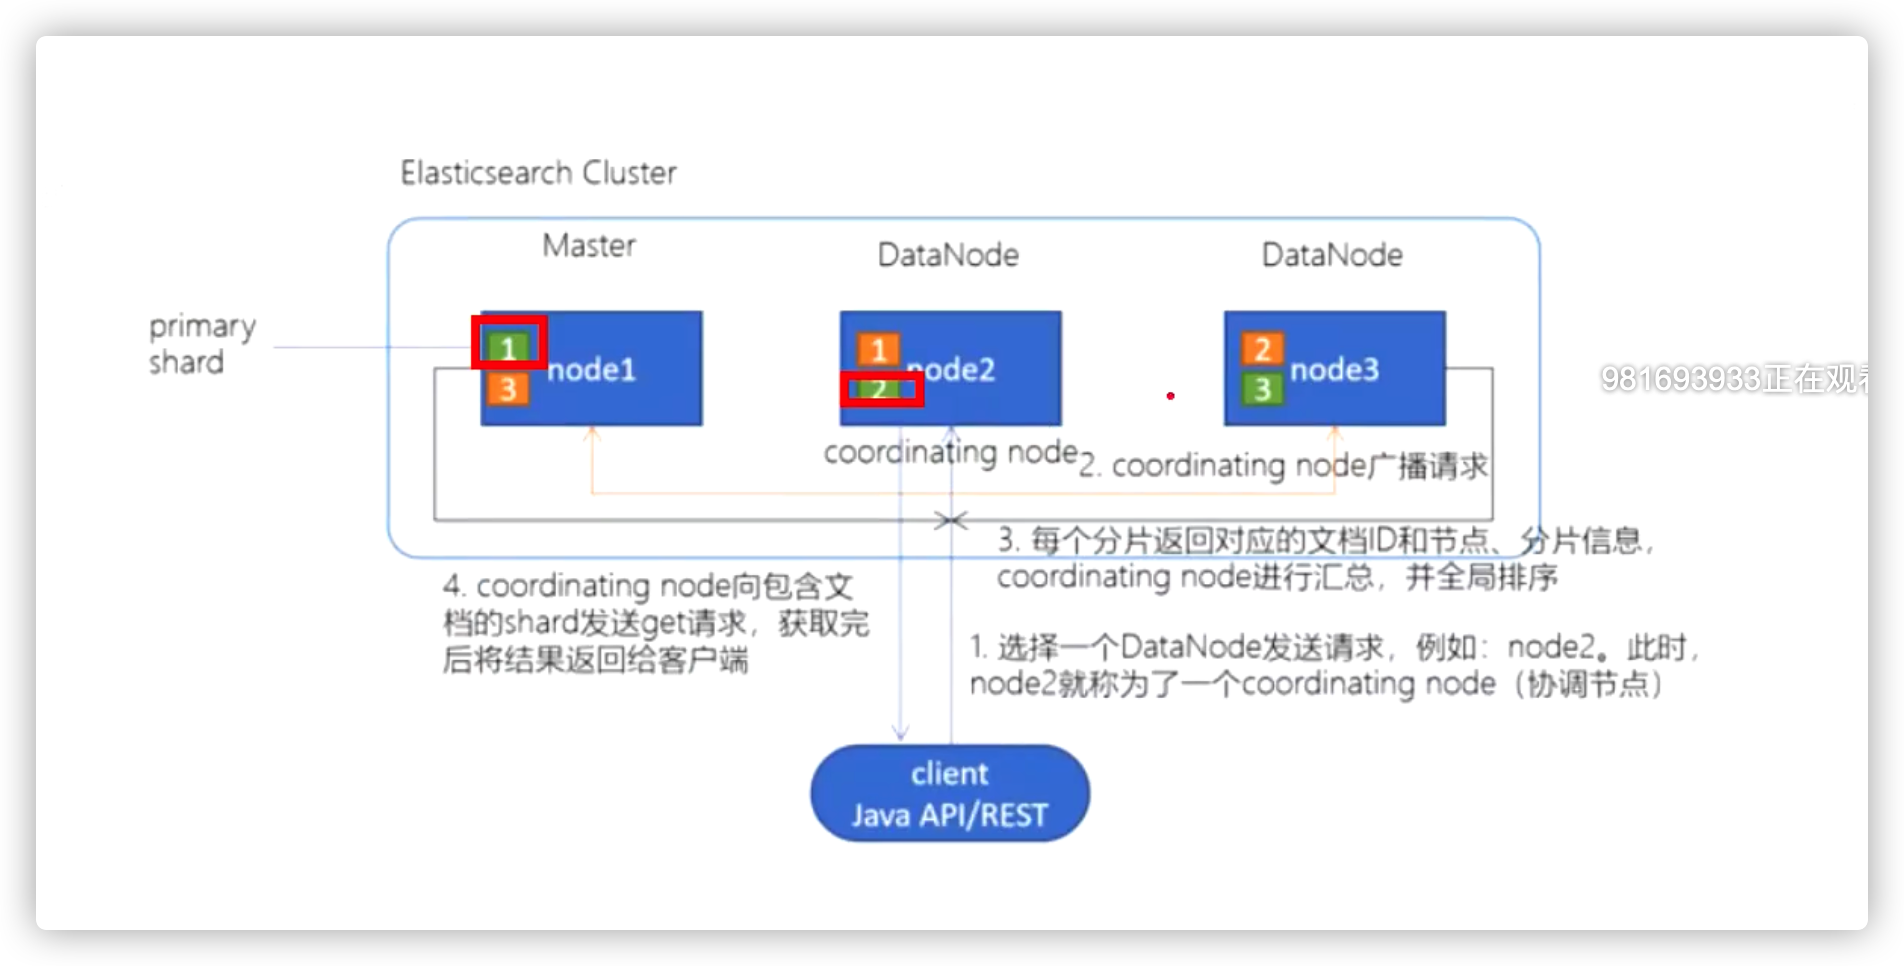 Elasticsearch Cluster
Master
DataNode
DataNode
primary
shard
1
3
node1
1
2
node2
2
3
node3
981693933正在观
coordinating node
2. coordinating node广播请求
3. 每个分片返回对应的文档ID和节点、分片信息，
coordinating node进行汇总，并全局排序
4. coordinating node向包含文
档的shard发送get请求，获取完
后将结果返回给客户端
1. 选择一个DataNode发送请求，例如：node2。此时，
node2就称为了一个coordinating node（协调节点）
client
Java API/REST